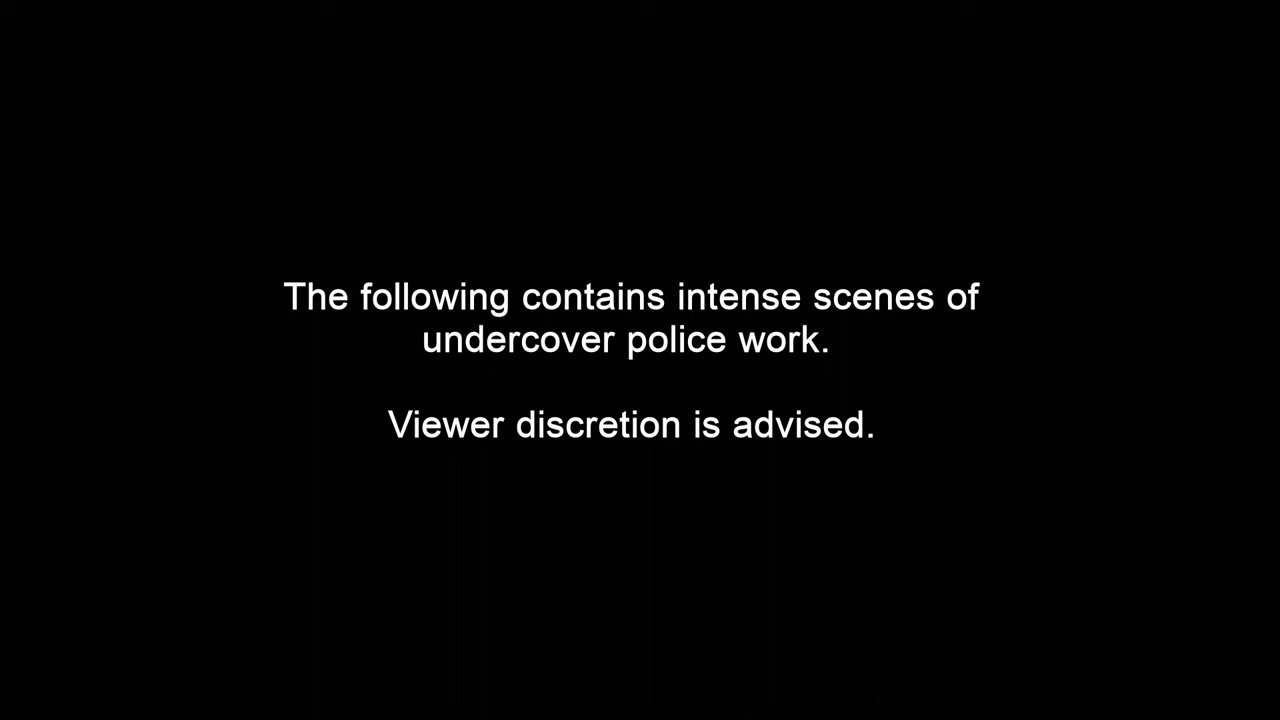 The following contains intense scenes of
undercover police work.
Viewer discretion is advised.